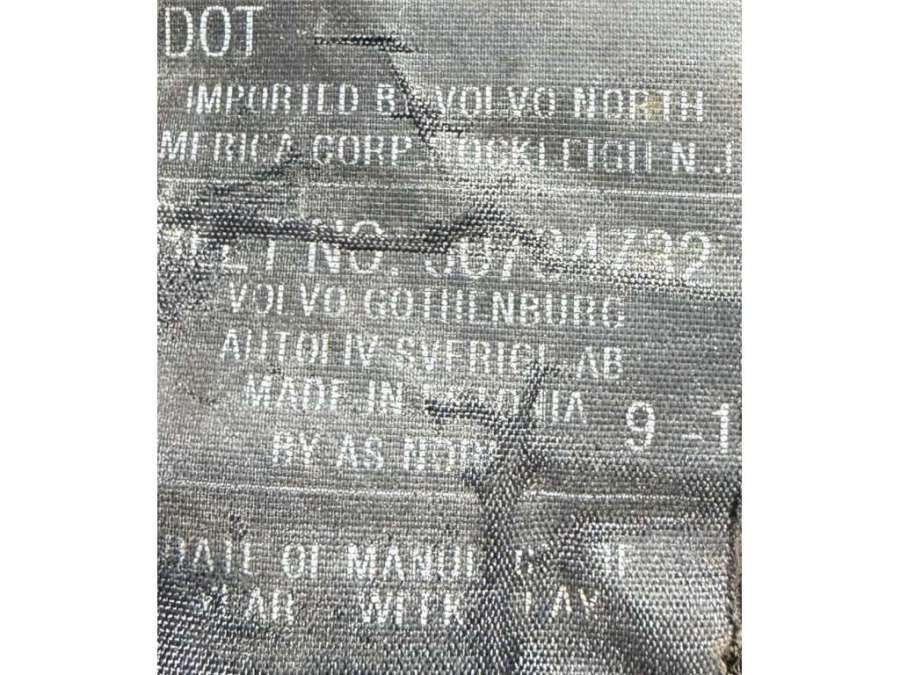 DOT
IMPORTED BY VOLVO NORTH
AMERICA CORP ROCKLEIGH N.J
NO:
VOLVO GOTHENBURG
AUTOLIV SVERIGE AB
MADE IN ESTONIA
9 -1
BY AS NORMA
DATE OF MANUFACTURE
YEAR WEEK DAY